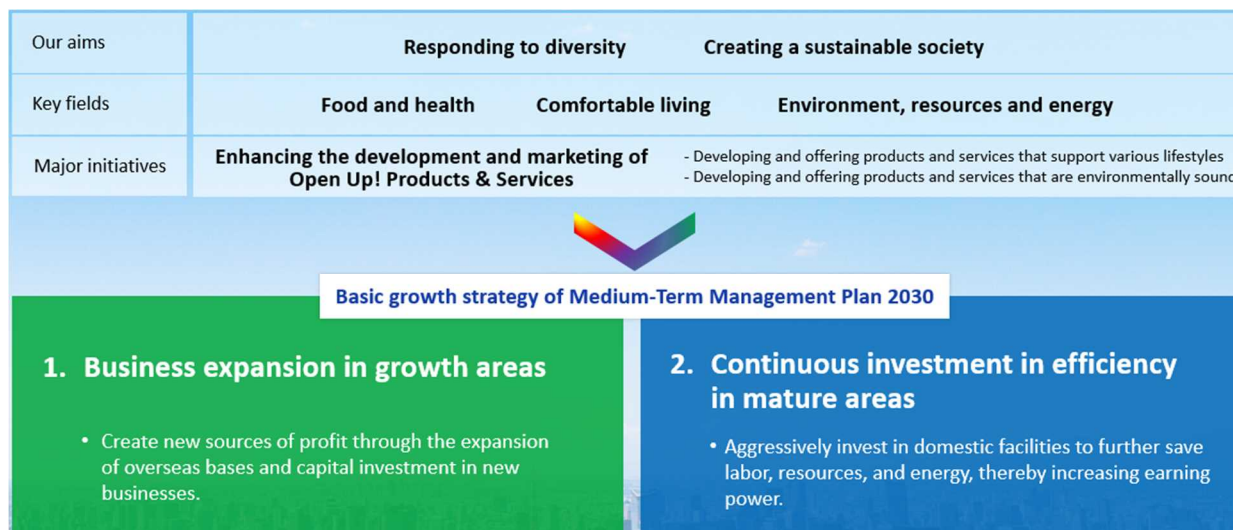 Our aims
Responding to diversity Creating a sustainable society
Key fields
Food and health Comfortable living Environment, resources and energy
Major initiatives
Enhancing the development and marketing of
Open Up! Products & Services
- Developing and offering products and services that support various lifestyles
- Developing and offering products and services that are environmentally sound
Basic growth strategy of Medium-Term Management Plan 2030
1. Business expansion in growth areas
• Create new sources of profit through the expansion
of overseas bases and capital investment in new
businesses.
2. Continuous investment in efficiency
in mature areas
• Aggressively invest in domestic facilities to further save
labor, resources, and energy, thereby increasing earning
power.